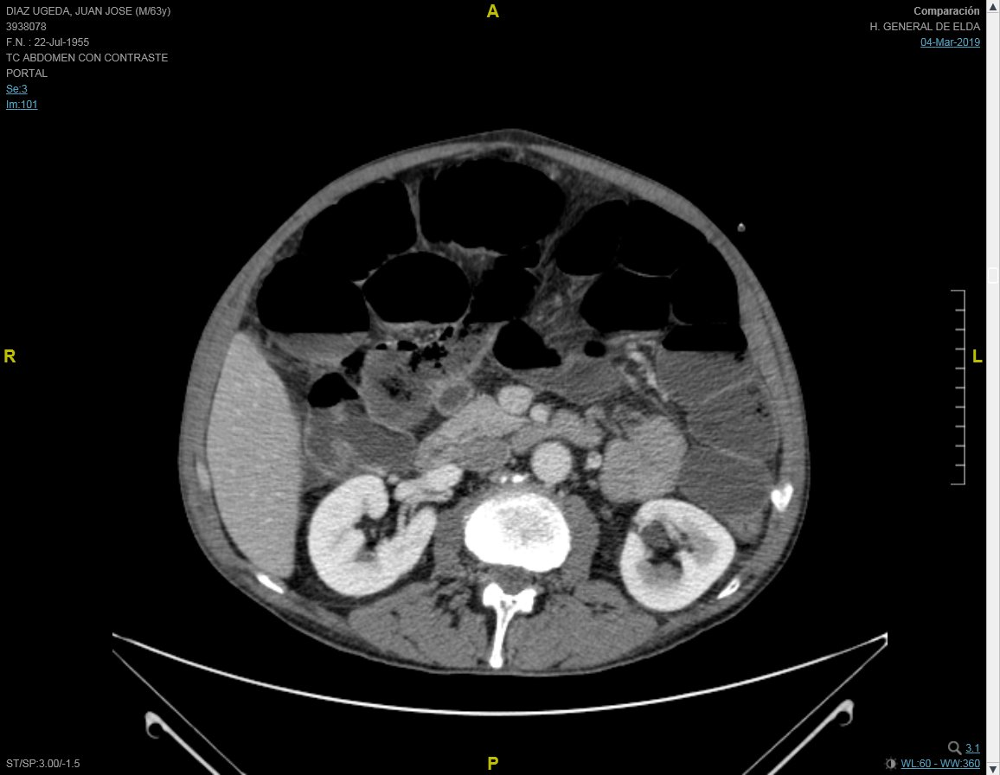 DIAZ UGEDA, JUAN JOSE (M/63y)
3938078
F.N. : 22-Jul-1955
TC ABDOMEN CON CONTRASTE
PORTAL
Se:3
Im:101
A
Comparación
H. GENERAL DE ELDA
04-Mar-2019
R
L
ST/SP:3.00/-1.5
P
3.1
WL:60 - WW:360